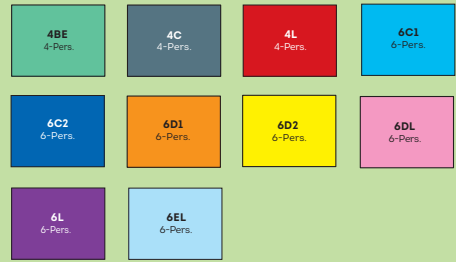 4BE
4-Pers.
4C
4-Pers.
4L
4-Pers.
6C1
6-Pers.
6C2
6-Pers.
6D1
6-Pers.
6D2
6-Pers.
6DL
6-Pers.
6L
6-Pers.
6EL
6-Pers.